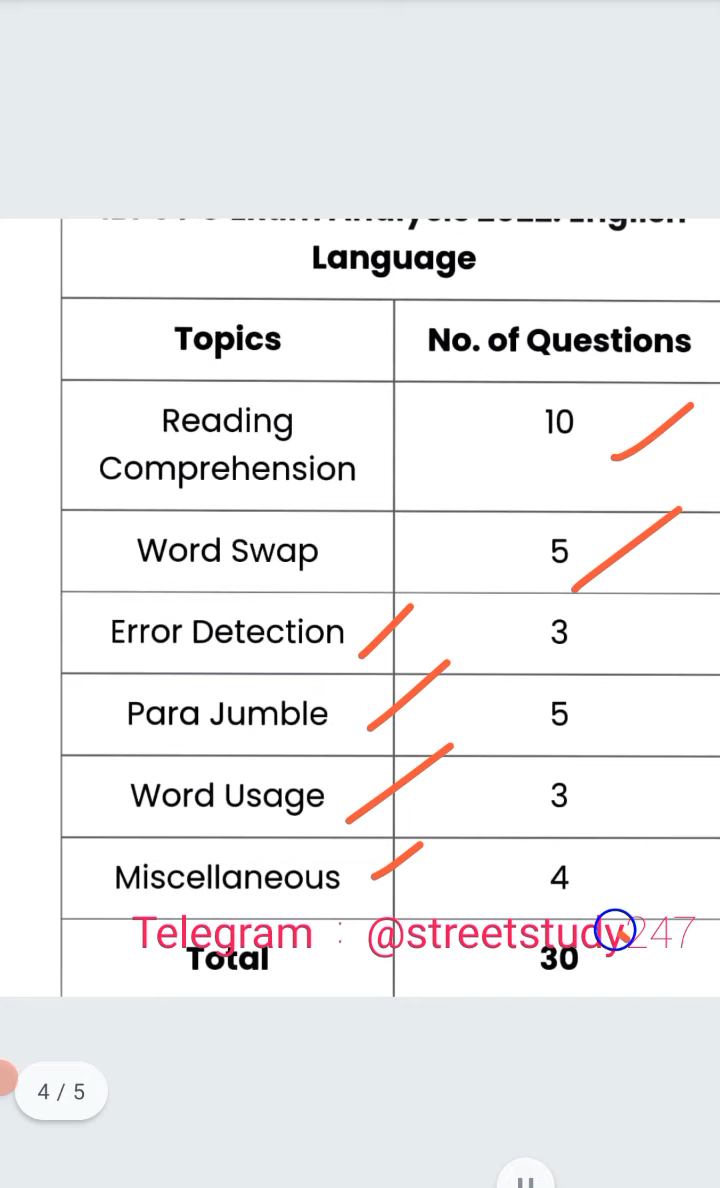 Language
Topics
No. of Questions
Reading
Comprehension
10
Word Swap
5
Error Detection
3
Para Jumble
5
Word Usage
3
Miscellaneous
4
Telegram : @streetstudy247
Total
30
4 / 5